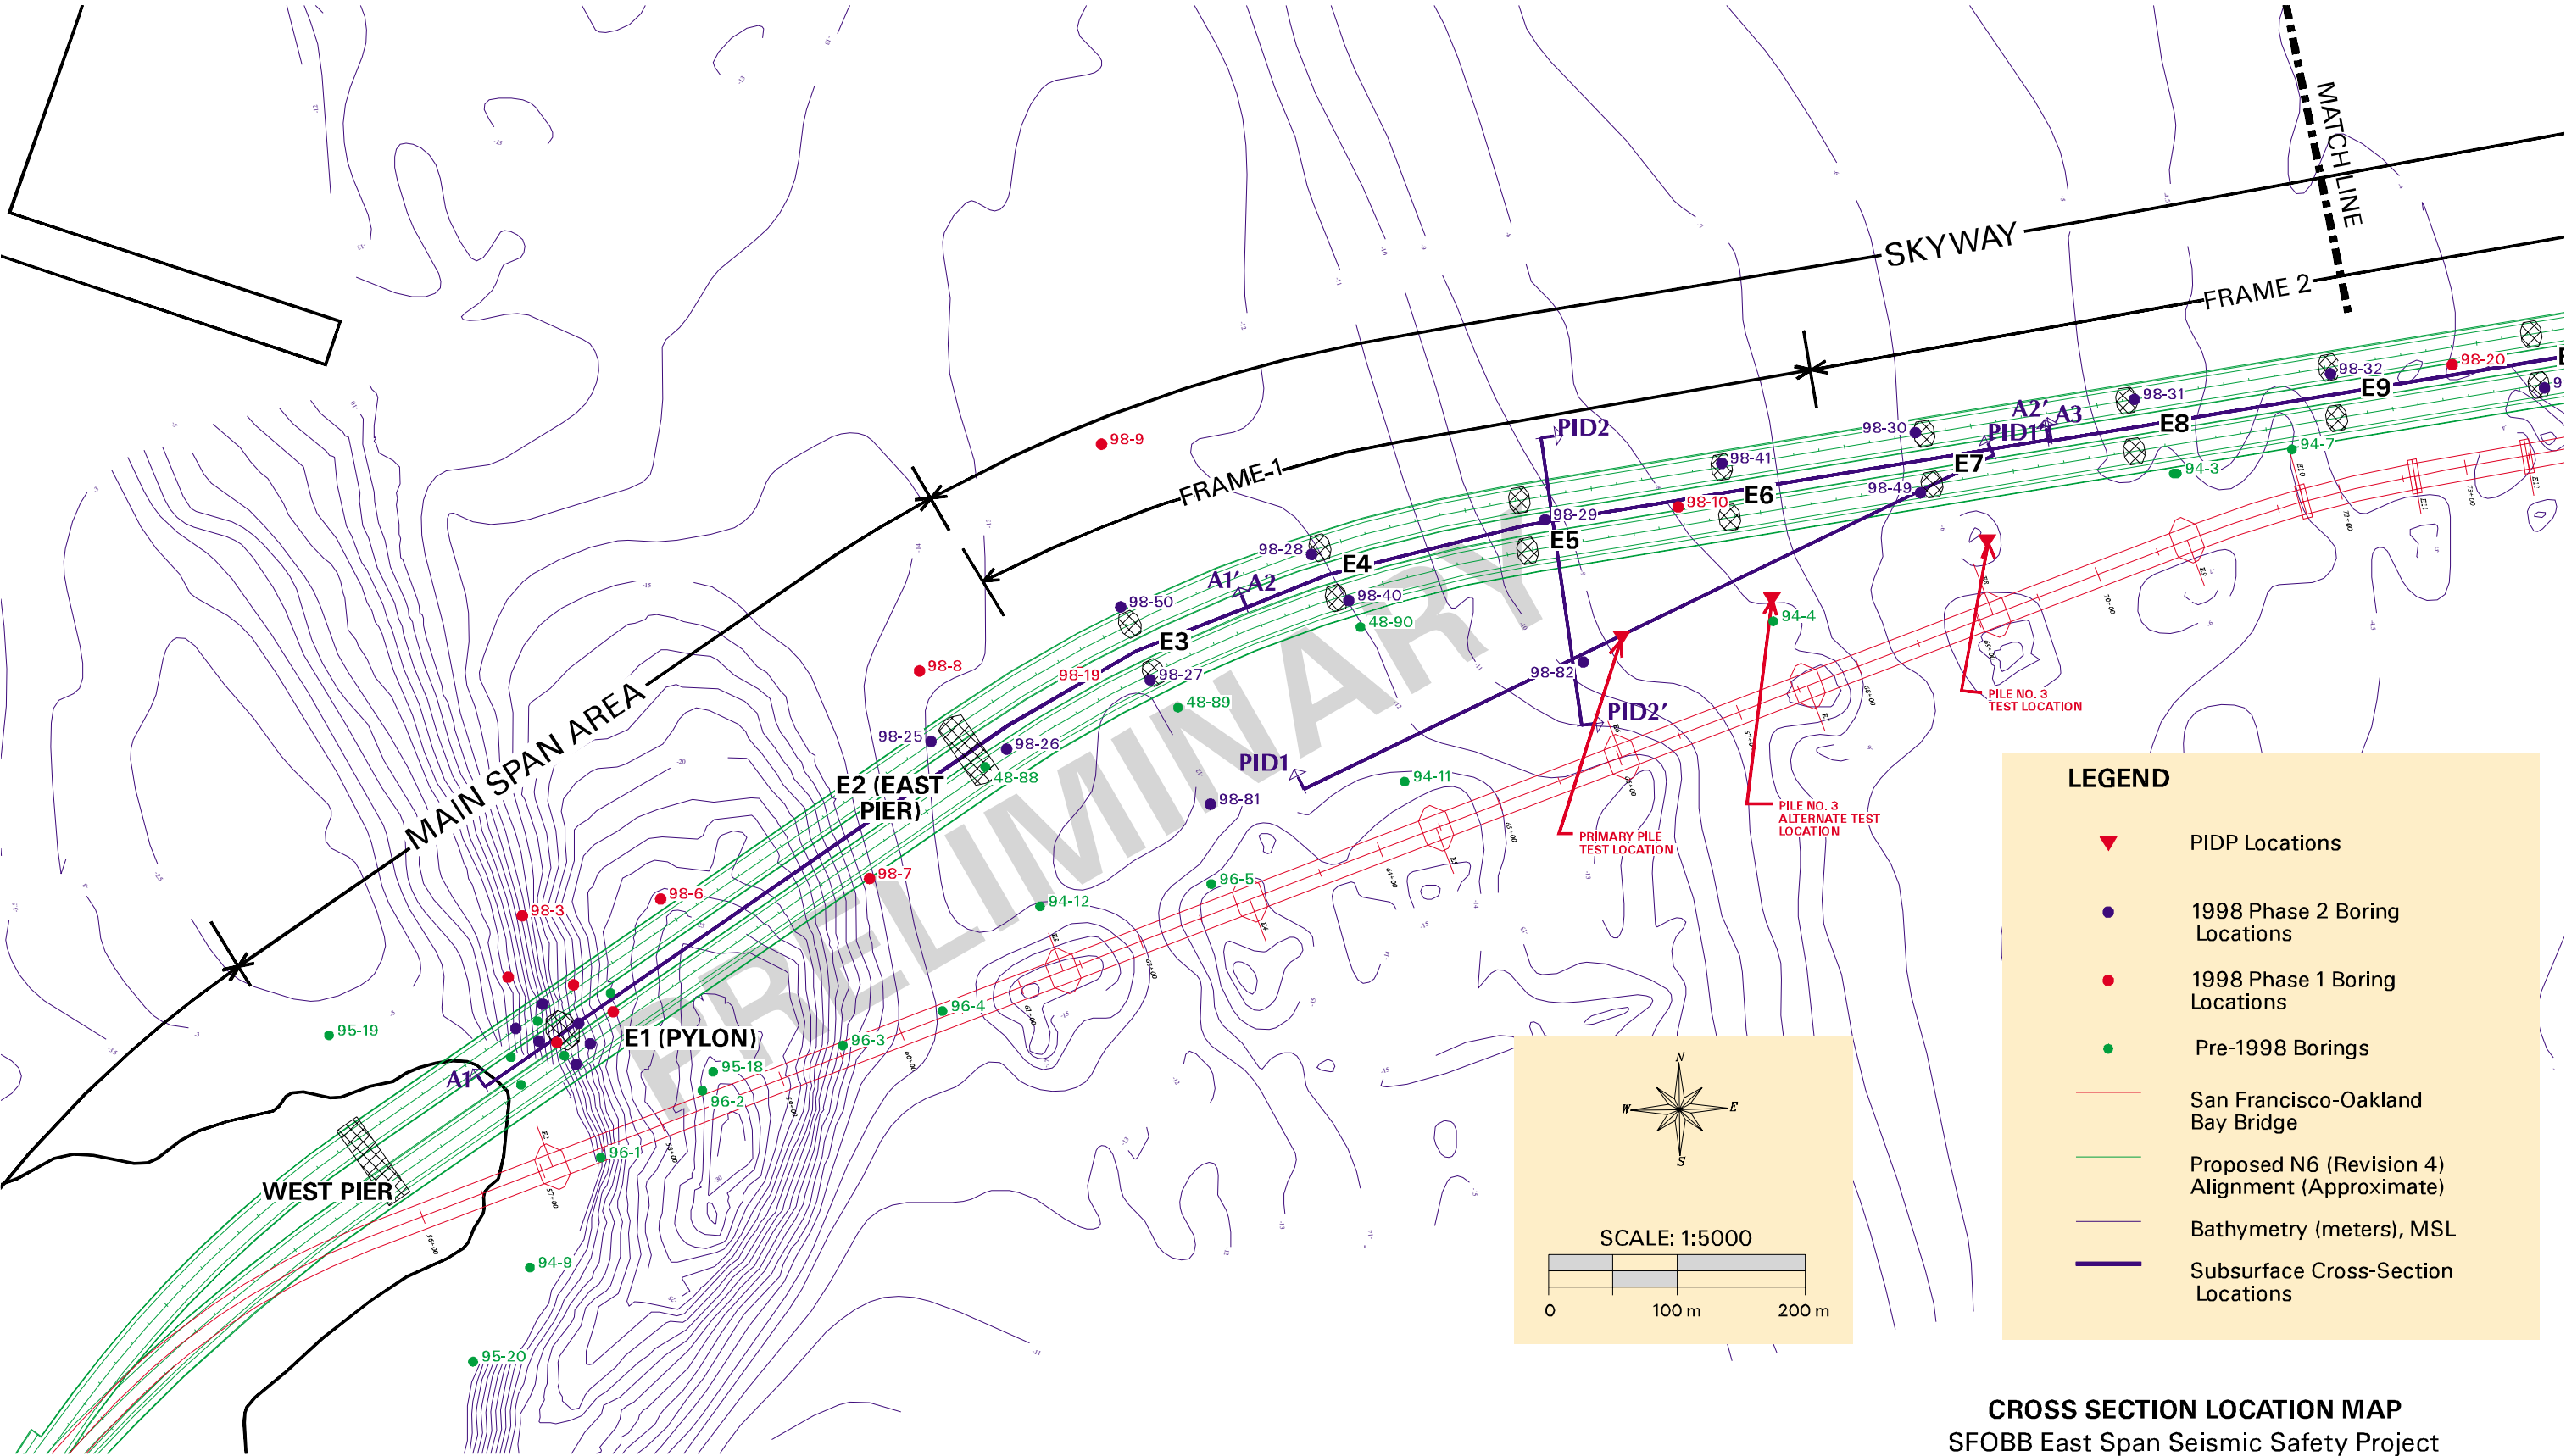 MATCH LINE
SKYWAY
FRAME 2
FRAME-1
MAIN SPAN AREA
PRELIMINARY
98-9
98-8
98-19
98-50
98-28
A1' A2
E3
98-27
48-89
E4
98-40
48-90
PID2
98-29
E5
98-41
98-10
E6
98-30
98-49
E7
A2' A3
PID1'
98-31
E8
98-32
E9
98-20
94-3
94-7
94-4
98-82
PID2'
PID1
94-11
98-81
98-25
98-26
48-88
E2 (EAST
PIER)
98-7
98-6
98-3
94-12
96-5
96-4
96-3
95-19
E1 (PYLON)
95-18
96-2
96-1
A1
WEST PIER
94-9
95-20
PRIMARY PILE
TEST LOCATION
PILE NO. 3
ALTERNATE TEST
LOCATION
PILE NO. 3
TEST LOCATION
56+00
57+00
LEGEND
PIDP Locations
1998 Phase 2 Boring
Locations
1998 Phase 1 Boring
Locations
Pre-1998 Borings
San Francisco-Oakland
Bay Bridge
Proposed N6 (Revision 4)
Alignment (Approximate)
Bathymetry (meters), MSL
Subsurface Cross-Section
Locations
N
W
E
S
SCALE: 1:5000
0
100 m
200 m
CROSS SECTION LOCATION MAP
SFOBB East Span Seismic Safety Project